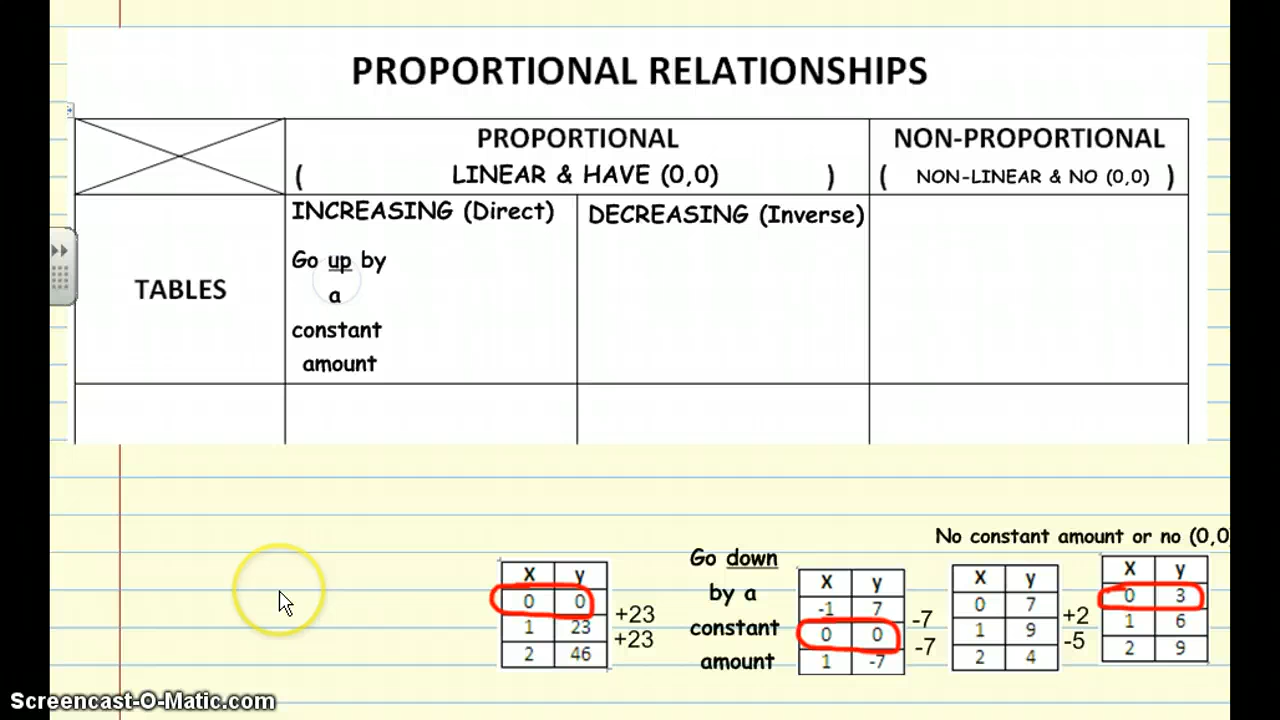 PROPORTIONAL RELATIONSHIPS
PROPORTIONAL
( LINEAR & HAVE (0,0) )
NON-PROPORTIONAL
( NON-LINEAR & NO (0,0) )
TABLES
INCREASING (Direct)
Go up by
a
constant
amount
DECREASING (Inverse)
x y
0 0
1 23
2 46
+23
+23
Go down
by a
constant
amount
x y
-1 7
0 0
1 -7
-7
-7
No constant amount or no (0,0
x y
0 7
1 9
2 4
+2
-5
x y
0 3
1 6
2 9
Screencast-O-Matic.com